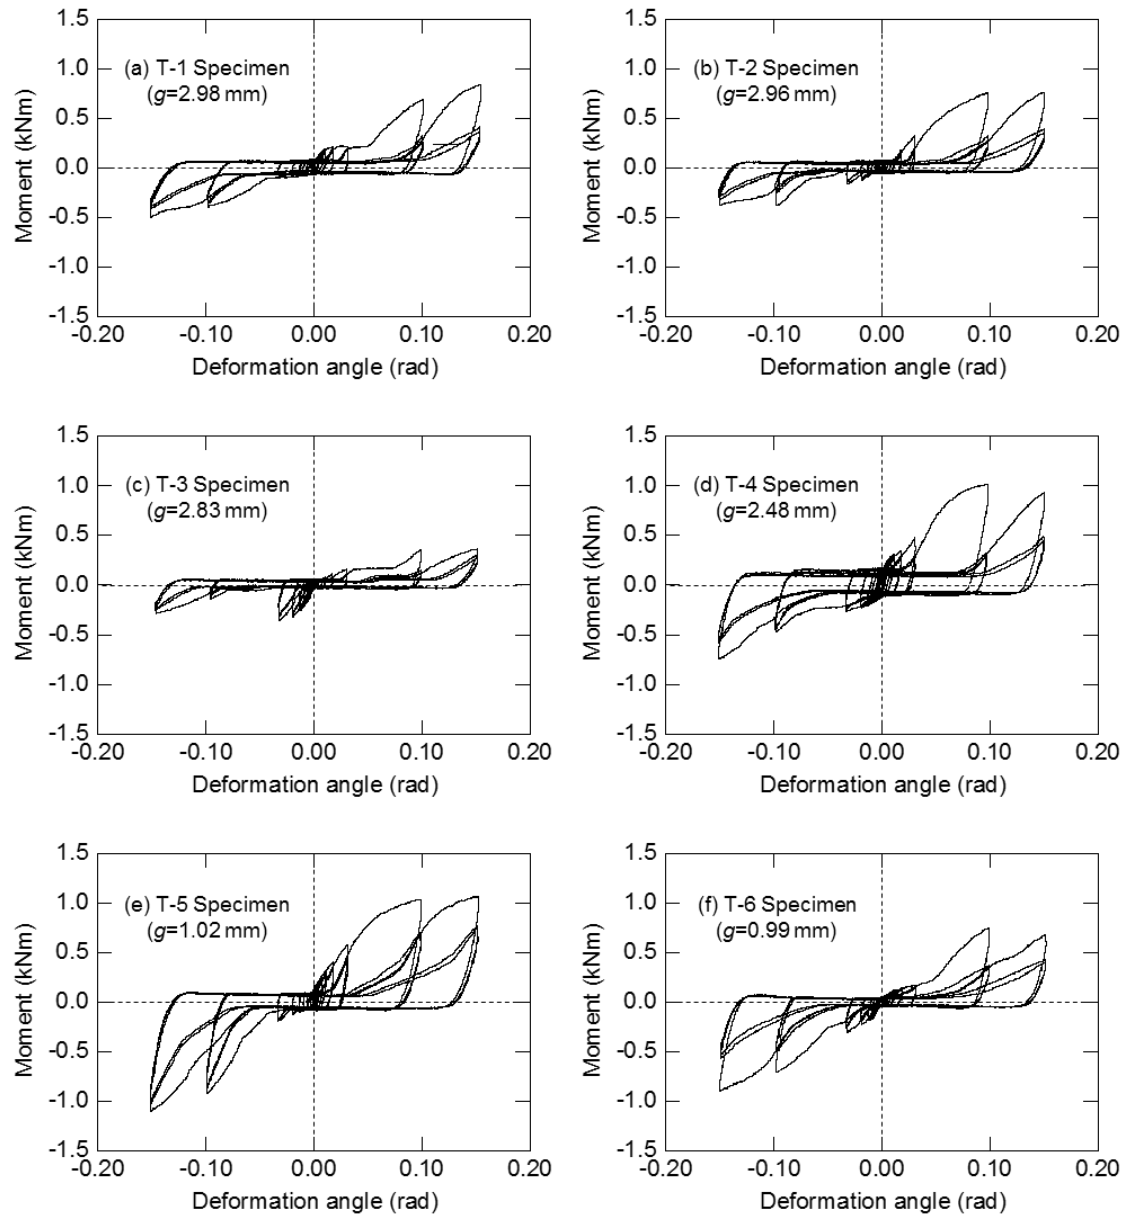 1.5
1.0
0.5
0.0
-0.5
-1.0
-1.5
Moment (kNm)
(a) T-1 Specimen
(g=2.98 mm)
-0.20 -0.10 0.00 0.10 0.20
Deformation angle (rad)
1.5
1.0
0.5
0.0
-0.5
-1.0
-1.5
Moment (kNm)
(b) T-2 Specimen
(g=2.96 mm)
-0.20 -0.10 0.00 0.10 0.20
Deformation angle (rad)
1.5
1.0
0.5
0.0
-0.5
-1.0
-1.5
Moment (kNm)
(c) T-3 Specimen
(g=2.83 mm)
-0.20 -0.10 0.00 0.10 0.20
Deformation angle (rad)
1.5
1.0
0.5
0.0
-0.5
-1.0
-1.5
Moment (kNm)
(d) T-4 Specimen
(g=2.48 mm)
-0.20 -0.10 0.00 0.10 0.20
Deformation angle (rad)
1.5
1.0
0.5
0.0
-0.5
-1.0
-1.5
Moment (kNm)
(e) T-5 Specimen
(g=1.02 mm)
-0.20 -0.10 0.00 0.10 0.20
Deformation angle (rad)
1.5
1.0
0.5
0.0
-0.5
-1.0
-1.5
Moment (kNm)
(f) T-6 Specimen
(g=0.99 mm)
-0.20 -0.10 0.00 0.10 0.20
Deformation angle (rad)